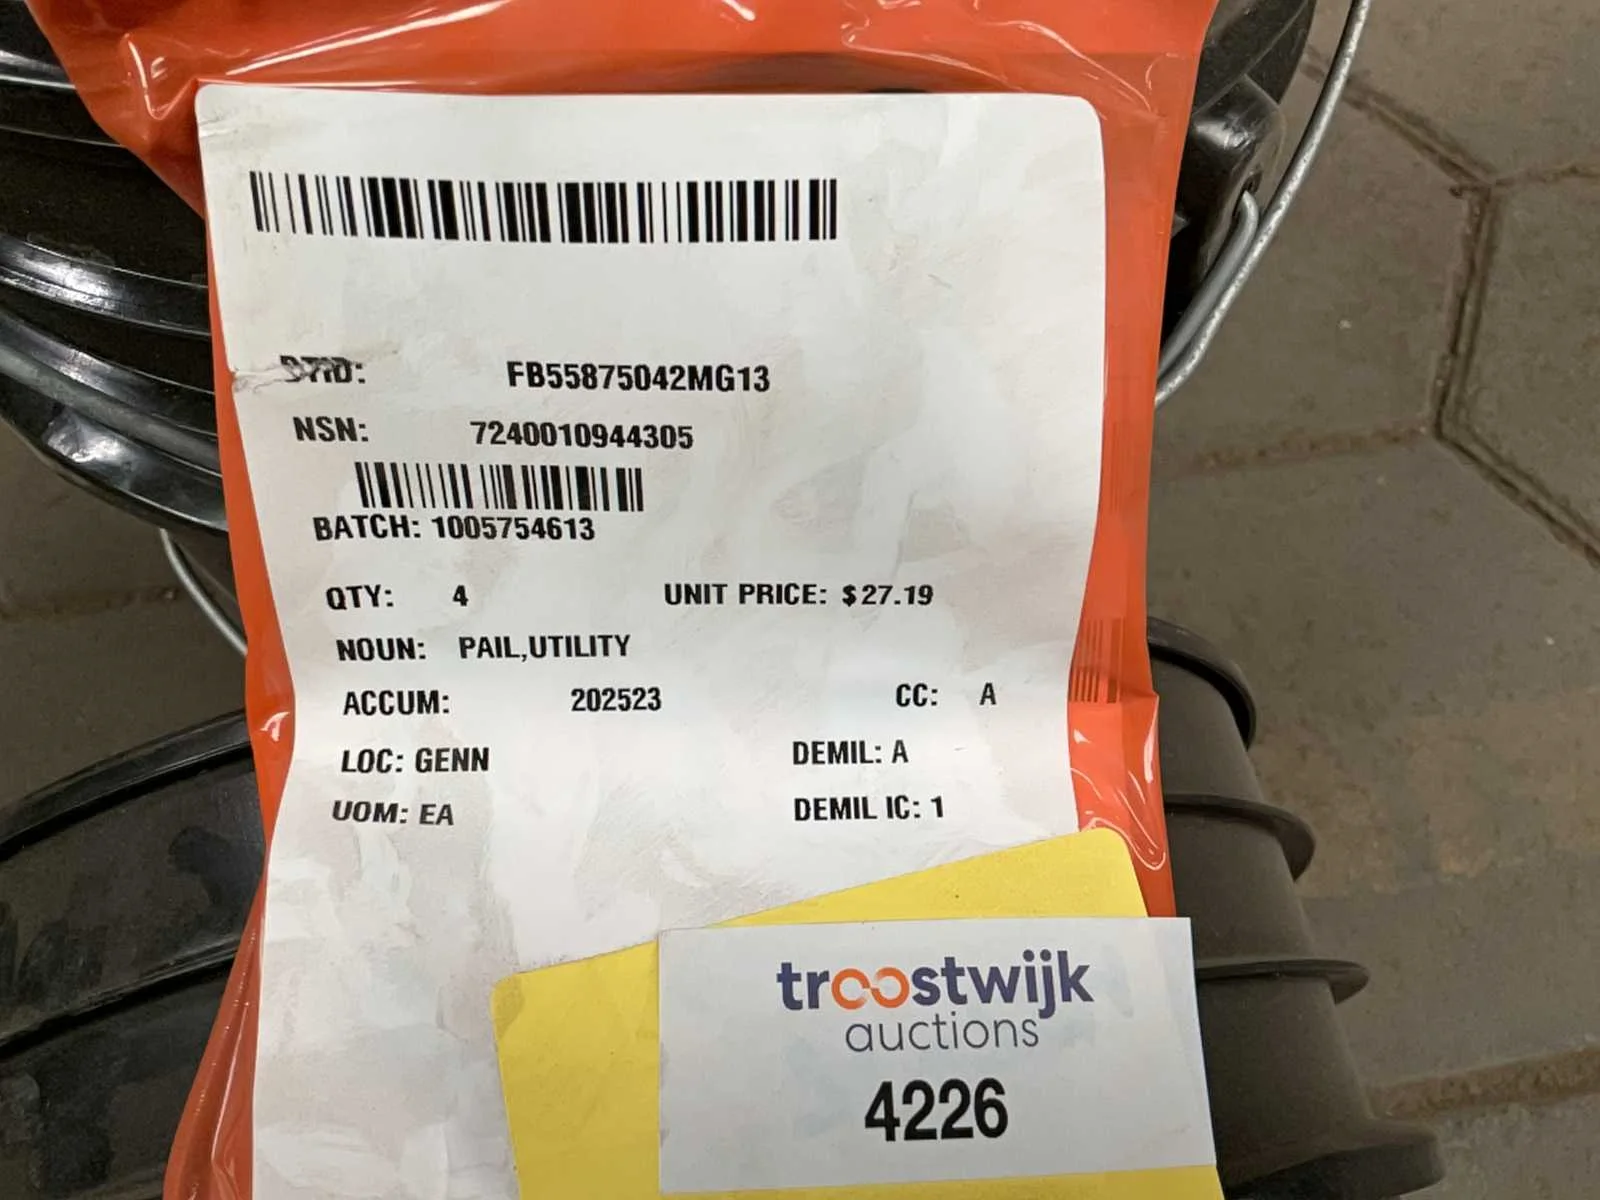 DTID: FB55875042MG13
NSN: 7240010944305
BATCH: 1005754613
QTY: 4 UNIT PRICE: $27.19
NOUN: PAIL,UTILITY
ACCUM: 202523 CC: A
LOC: GENN DEMIL: A
UOM: EA DEMIL IC: 1
troostwijk
auctions
4226